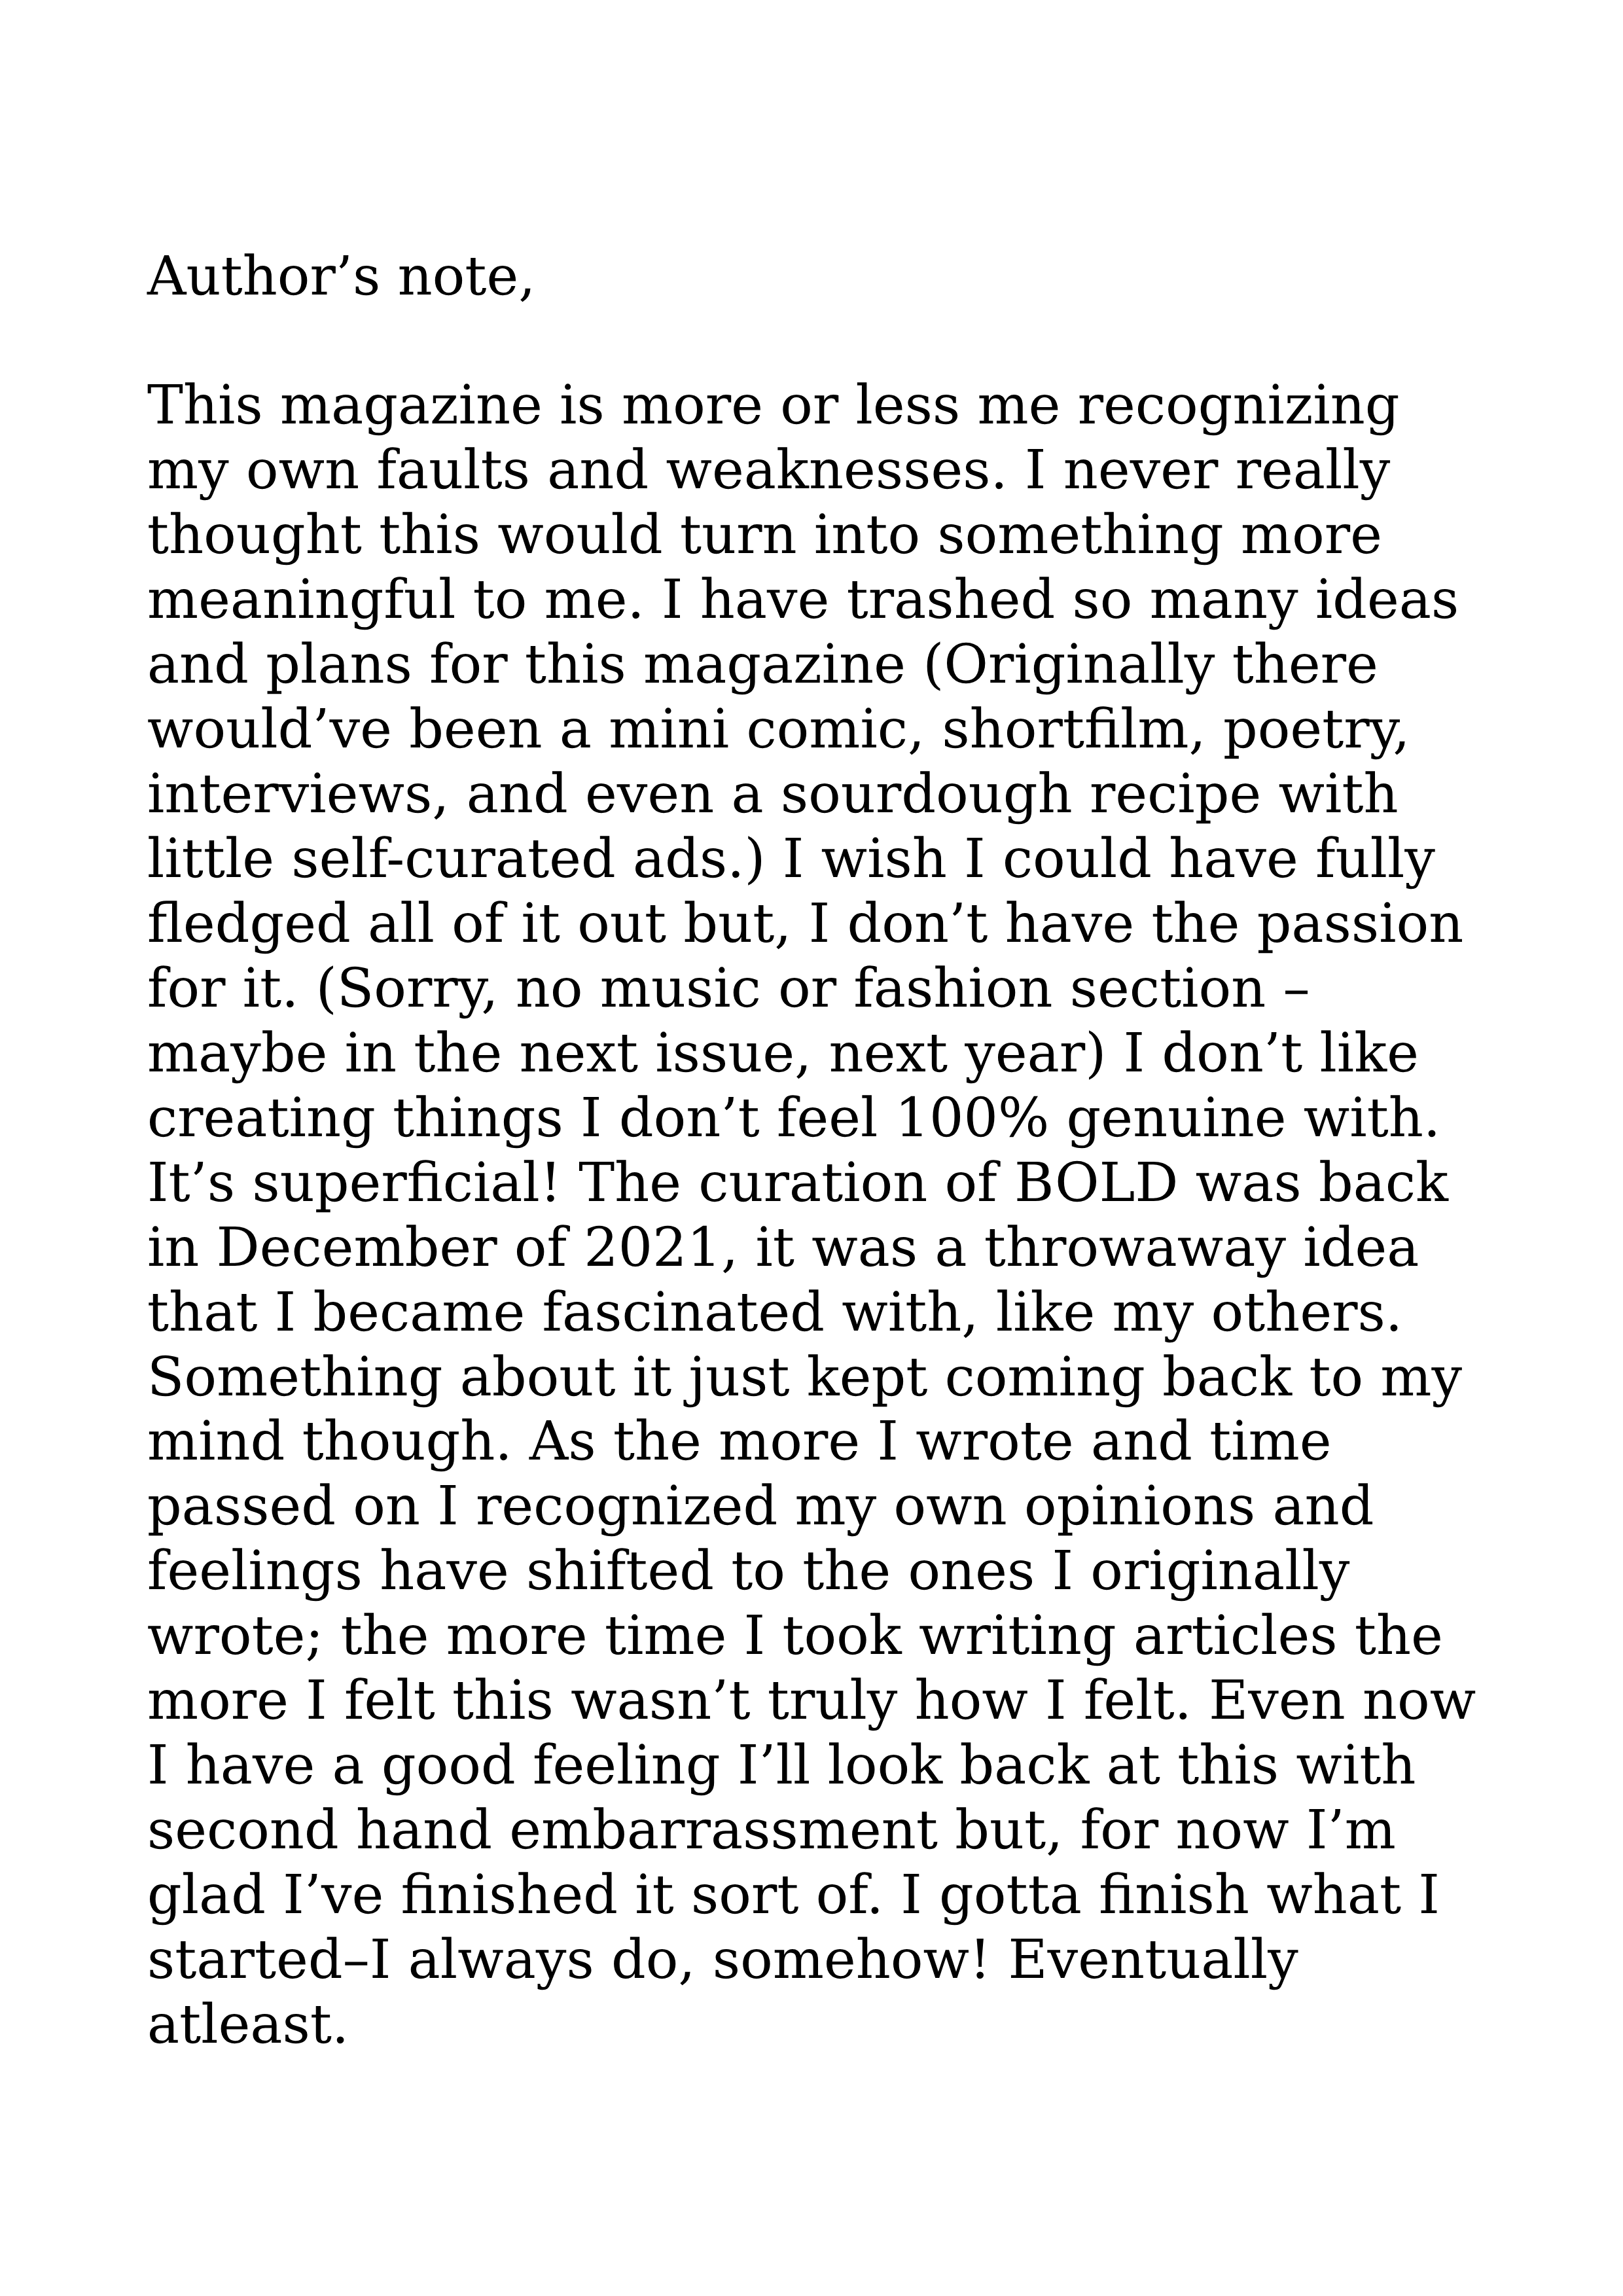 Author’s note,
This magazine is more or less me recognizing
my own faults and weaknesses. I never really
thought this would turn into something more
meaningful to me. I have trashed so many ideas
and plans for this magazine (Originally there
would’ve been a mini comic, shortfilm, poetry,
interviews, and even a sourdough recipe with
little self-curated ads.) I wish I could have fully
fledged all of it out but, I don’t have the passion
for it. (Sorry, no music or fashion section –
maybe in the next issue, next year) I don’t like
creating things I don’t feel 100% genuine with.
It’s superficial! The curation of BOLD was back
in December of 2021, it was a throwaway idea
that I became fascinated with, like my others.
Something about it just kept coming back to my
mind though. As the more I wrote and time
passed on I recognized my own opinions and
feelings have shifted to the ones I originally
wrote; the more time I took writing articles the
more I felt this wasn’t truly how I felt. Even now
I have a good feeling I’ll look back at this with
second hand embarrassment but, for now I’m
glad I’ve finished it sort of. I gotta finish what I
started–I always do, somehow! Eventually
atleast.